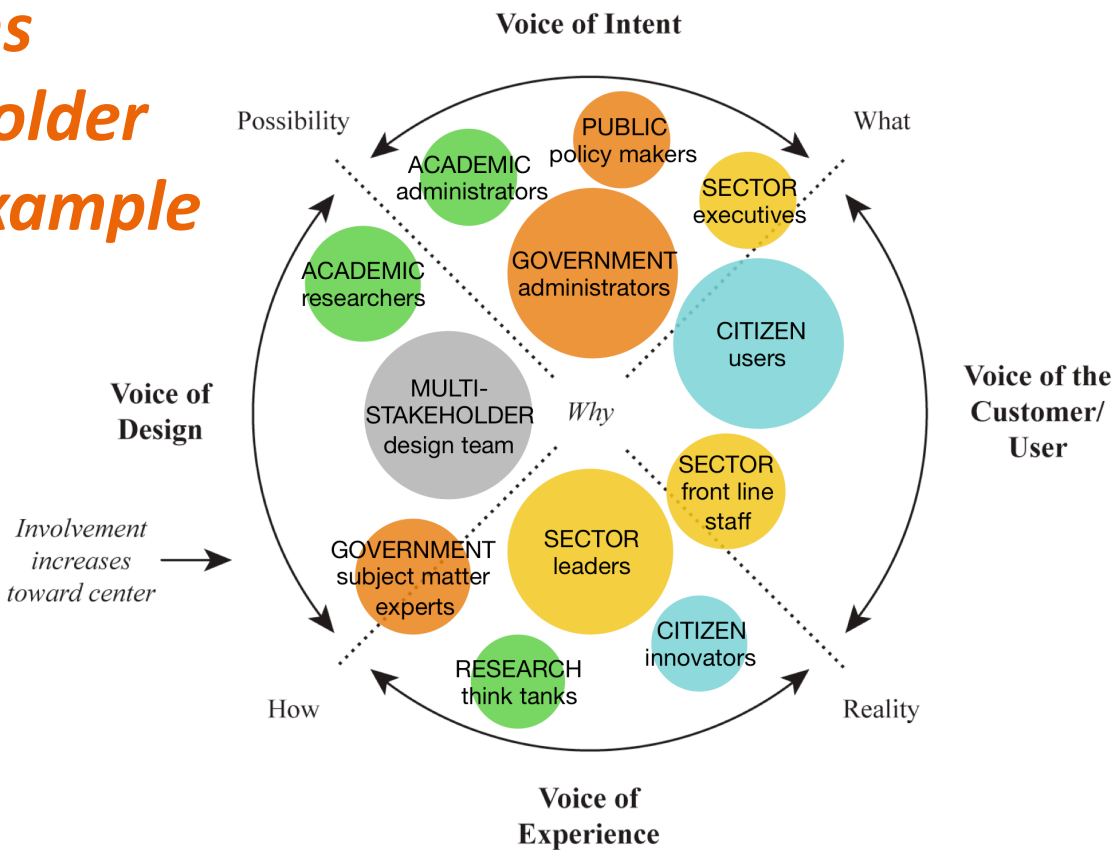 Voice of Intent
Possibility
What
ACADEMIC
administrators
PUBLIC
policy makers
SECTOR
executives
ACADEMIC
researchers
GOVERNMENT
administrators
CITIZEN
users
Voice of
Design
MULTI-
STAKEHOLDER
design team
Why
Voice of the
Customer/
User
SECTOR
front line
staff
Involvement
increases
toward center
GOVERNMENT
subject matter
experts
SECTOR
leaders
CITIZEN
innovators
RESEARCH
think tanks
How
Reality
Voice of
Experience